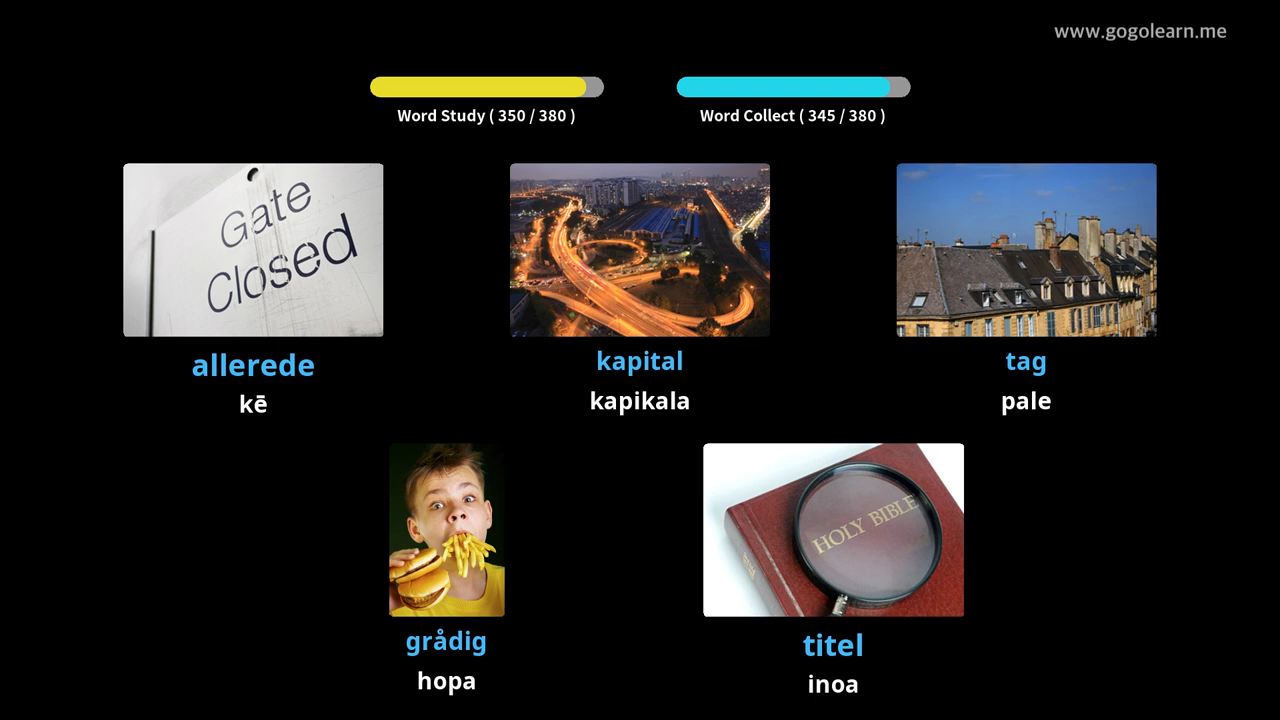 www.gogolearn.me
Word Study ( 350 / 380 )
Word Collect ( 345 / 380 )
Gate
Closed
allerede
kē
kapital
kapikala
tag
pale
HOLY BIBLE
grådig
hopa
titel
inoa